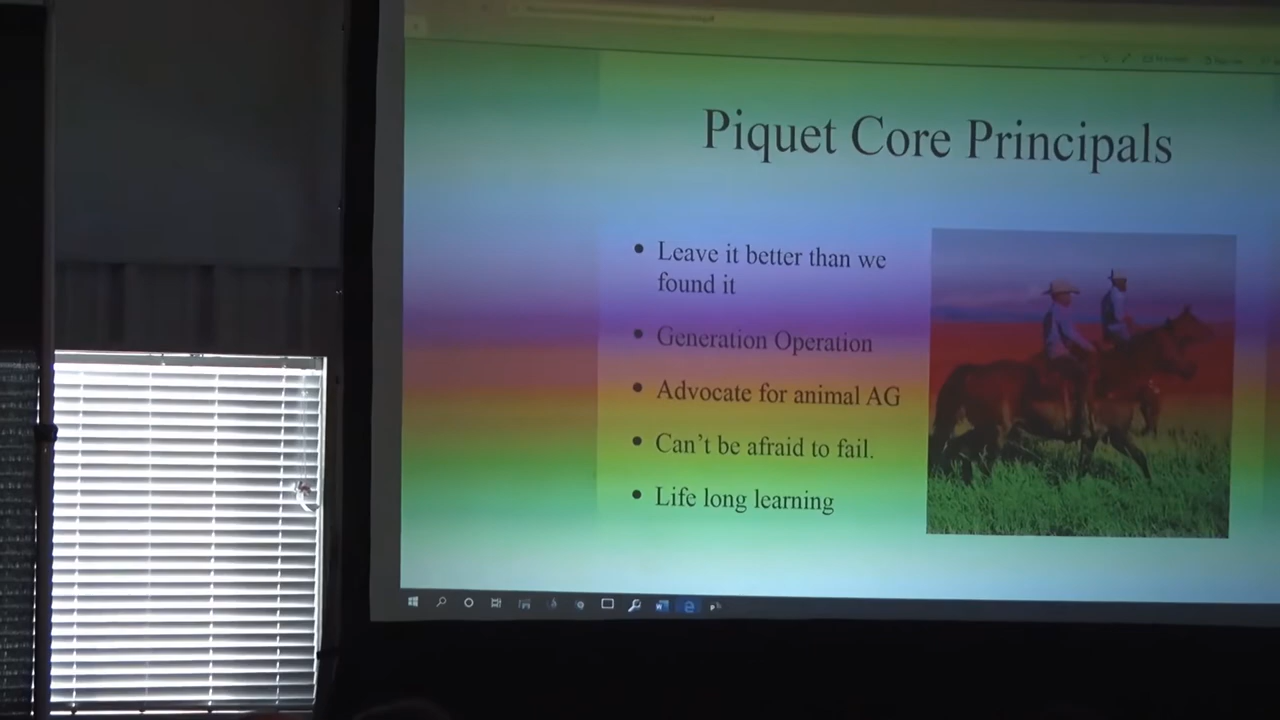 Piquet Core Principals
• Leave it better than we
found it
• Generation Operation
• Advocate for animal AG
• Can't be afraid to fail.
• Life long learning